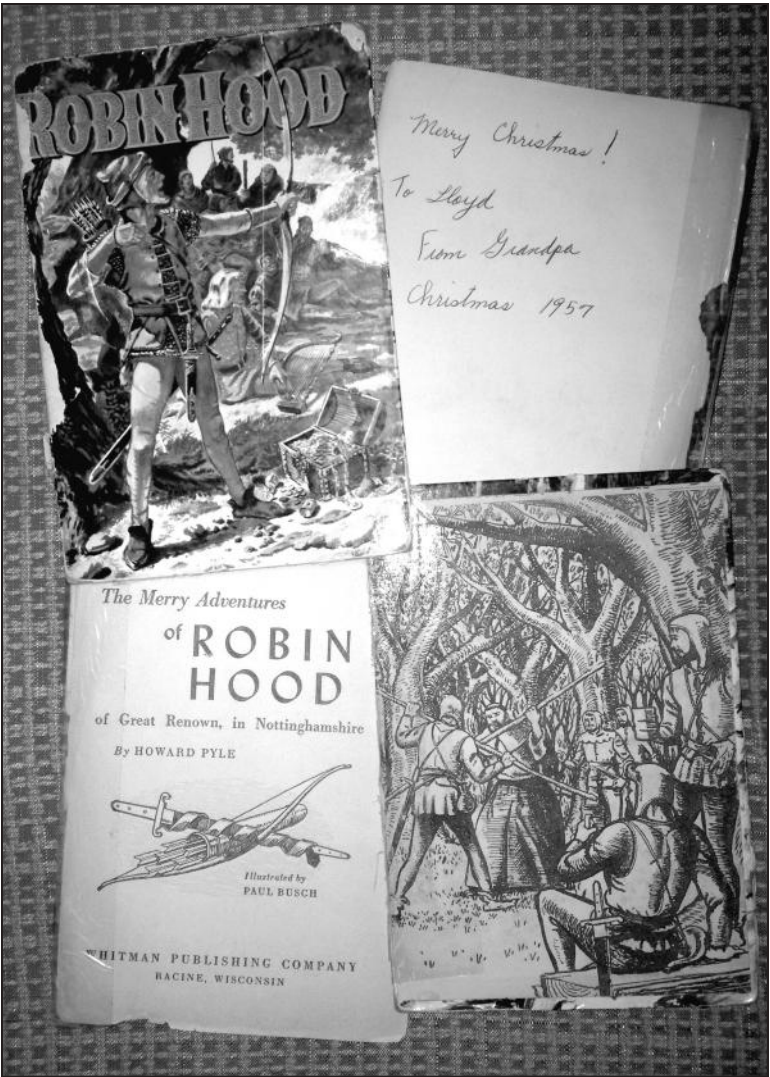 ROBIN HOOD
Merry Christmas!
To Lloyd
From Grandpa
Christmas 1957
The Merry Adventures
of ROBIN
HOOD
of Great Renown, in Nottinghamshire
By HOWARD PYLE
Illustrated by
PAUL BUSCH
WHITMAN PUBLISHING COMPANY
RACINE, WISCONSIN